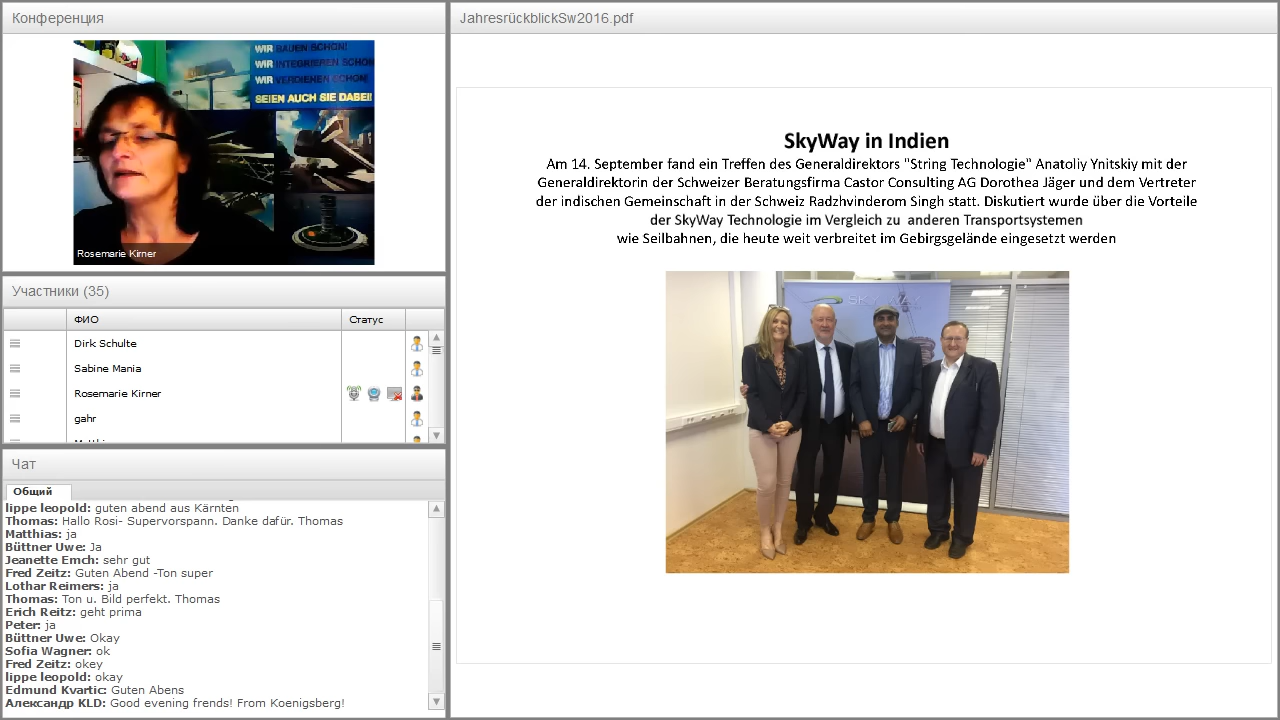 Конференция
WIR BAUEN SCHON!
WIR INTEGRIEREN SCHON
WIR VERDIENEN SCHON!
SEIEN AUCH SIE DABEI!
Rosemarie Kirner
Участники (35)
ФИО Статус
Dirk Schulte
Sabine Mania
Rosemarie Kirner
gahr
Чат
Общий
lippe leopold: guten abend aus Kärnten
Thomas: Hallo Rosi- Supervorspann. Danke dafür. Thomas
Matthias: ja
Büttner Uwe: Ja
Jeanette Emch: sehr gut
Fred Zeitz: Guten Abend -Ton super
Lothar Reimers: ja
Thomas: Ton u. Bild perfekt. Thomas
Erich Reitz: geht prima
Peter: ja
Büttner Uwe: Okay
Sofia Wagner: ok
Fred Zeitz: okey
lippe leopold: okay
Edmund Kvartic: Guten Abens
Александр KLD: Good evening frends! From Koenigsberg!
JahresrückblickSw2016.pdf
SkyWay in Indien
Am 14. September fand ein Treffen des Generaldirektors "String Technologie" Anatoliy Ynitskiy mit der
Generaldirektorin der Schweizer Beratungsfirma Castor Consulting AG Dorothea Jäger und dem Vertreter
der indischen Gemeinschaft in der Schweiz Radzhvinderom Singh statt. Diskutiert wurde über die Vorteile
der SkyWay Technologie im Vergleich zu anderen Transportsystemen
wie Seilbahnen, die heute weit verbreitet im Gebirgsgelände eingesetzt werden
SKYWAY